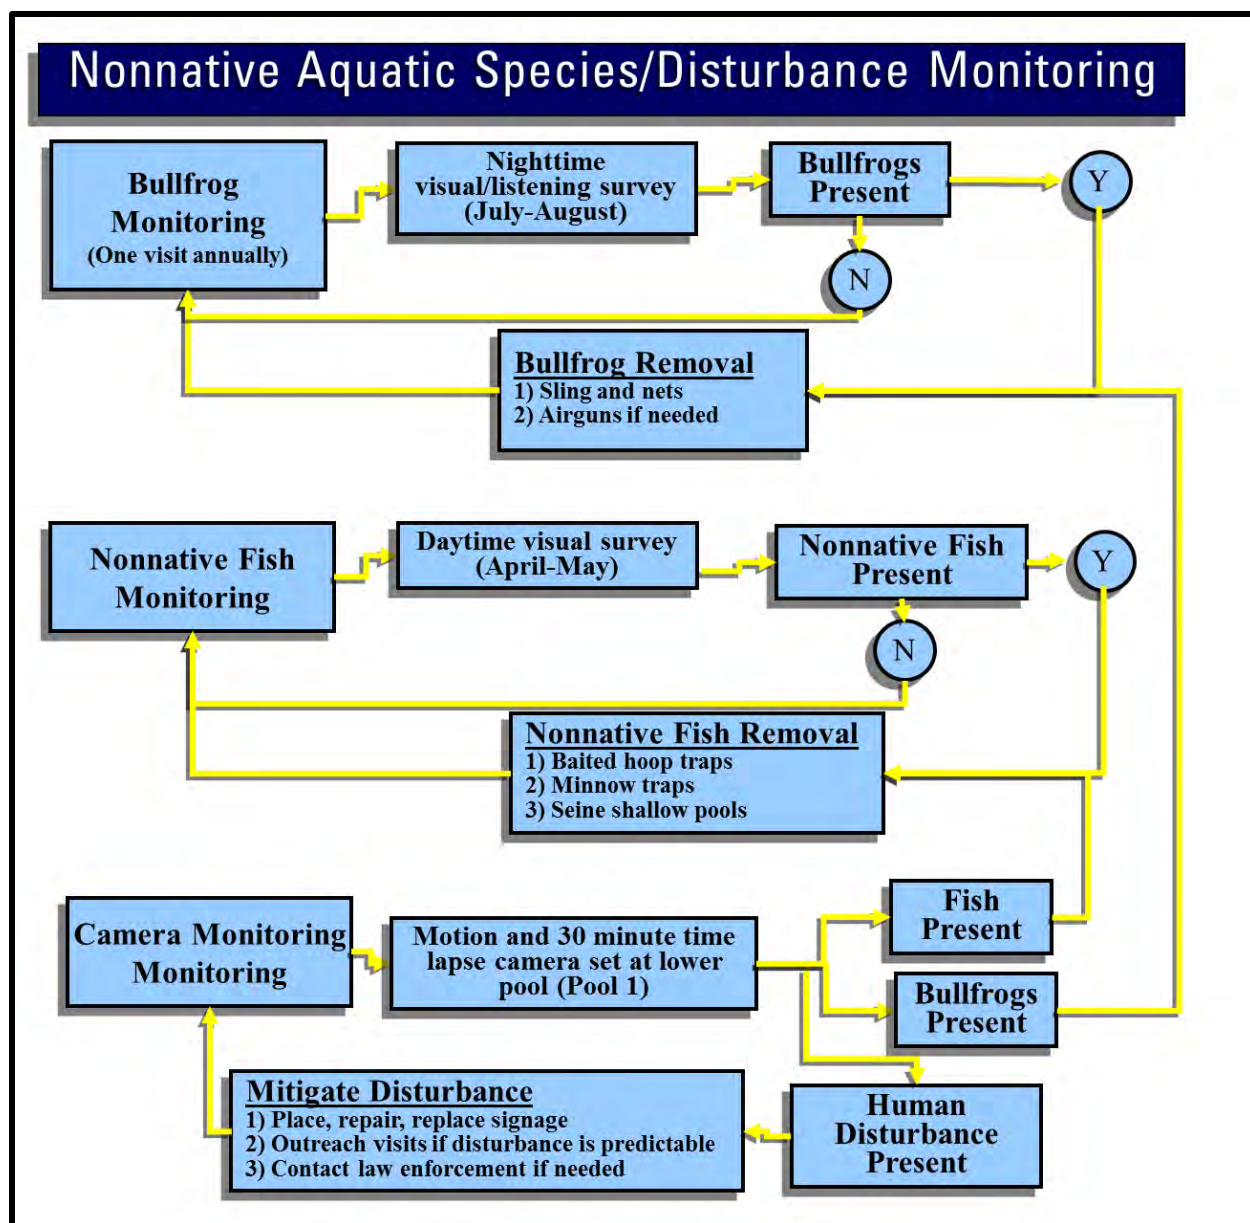 Nonnative Aquatic Species/Disturbance Monitoring
Bullfrog
Monitoring
(One visit annually)
Nighttime
visual/listening survey
(July-August)
Bullfrogs
Present
Y
N
Bullfrog Removal
1) Sling and nets
2) Airguns if needed
Nonnative Fish
Monitoring
Daytime visual survey
(April-May)
Nonnative Fish
Present
Y
N
Nonnative Fish Removal
1) Baited hoop traps
2) Minnow traps
3) Seine shallow pools
Camera Monitoring
Monitoring
Motion and 30 minute time
lapse camera set at lower
pool (Pool 1)
Fish
Present
Bullfrogs
Present
Human
Disturbance
Present
Mitigate Disturbance
1) Place, repair, replace signage
2) Outreach visits if disturbance is predictable
3) Contact law enforcement if needed